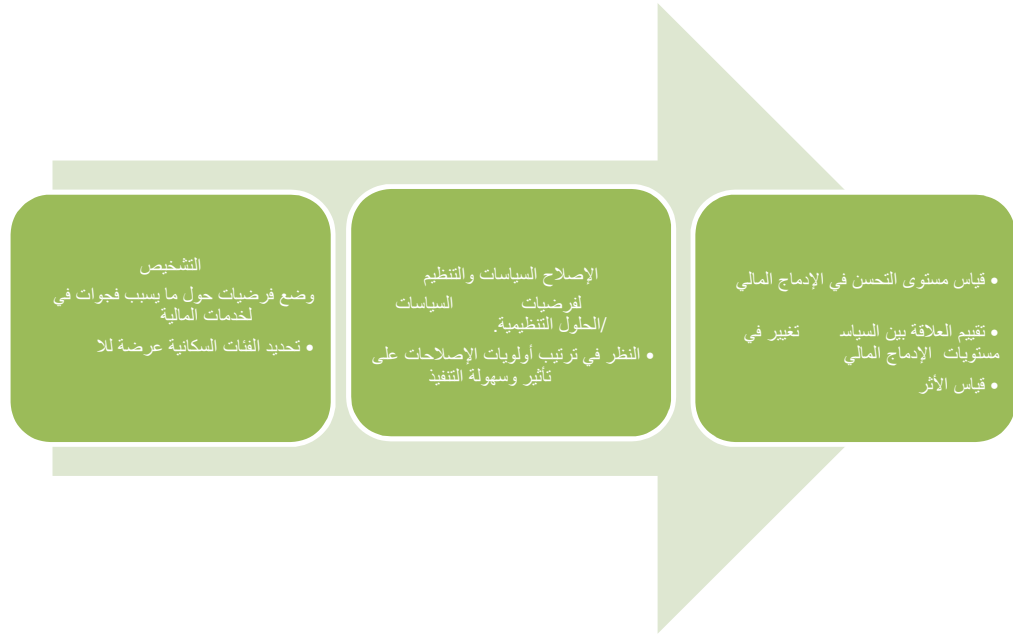 التشخيص
وضع فرضيات حول ما يسبب فجوات في
لخدمات المالية
• تحديد الفئات السكانية عرضة للا
الإصلاح السياسات والتنظيم
لفرضيات السياسات
/الحلول التنظيمية.
• النظر في ترتيب أولويات الإصلاحات على
تأثير وسهولة التنفيذ
• قياس مستوى التحسن في الإدماج المالي
• تقييم العلاقة بين السياس تغيير في
مستويات الإدماج المالي
• قياس الأثر